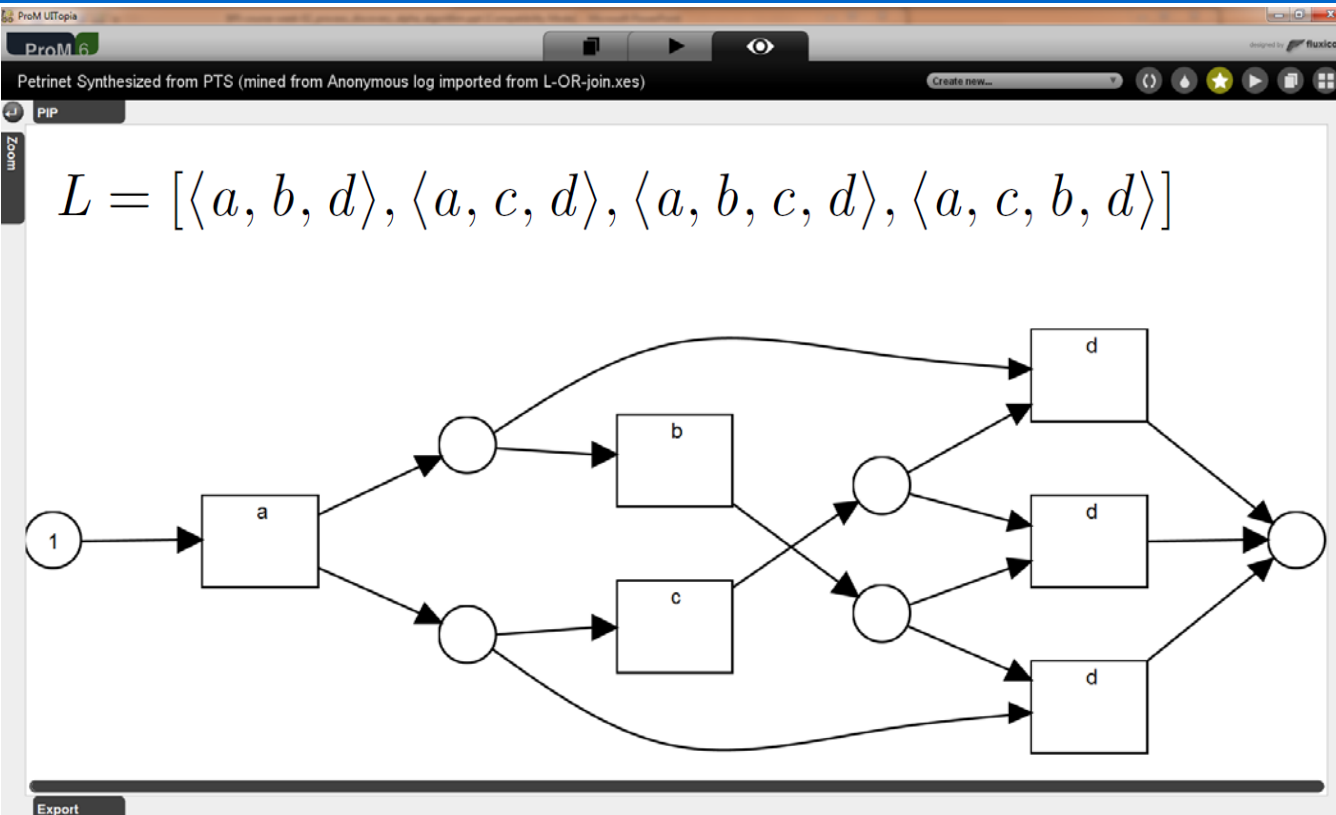 ProM UITopia
ProM 6
designed by fluxicon
Petrinet Synthesized from PTS (mined from Anonymous log imported from L-OR-join.xes)
Create new...
PIP
Zoom
L = [⟨a, b, d⟩, ⟨a, c, d⟩, ⟨a, b, c, d⟩, ⟨a, c, b, d⟩]
d
b
a
d
1
c
d
Export